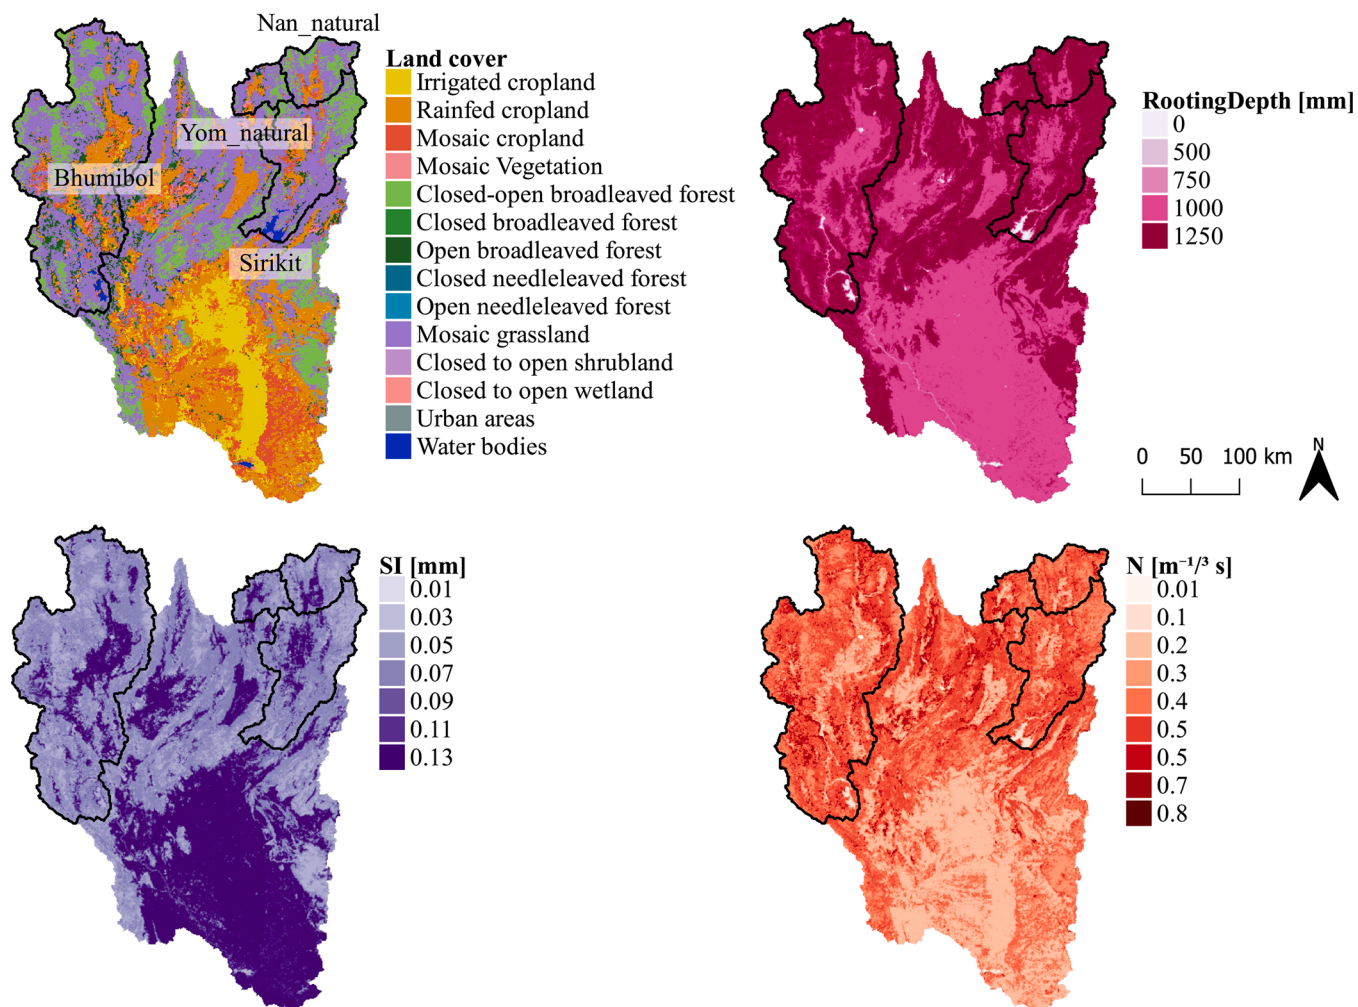 Nan_natural
Land cover
Irrigated cropland
Rainfed cropland
Mosaic cropland
Mosaic Vegetation
Closed-open broadleaved forest
Closed broadleaved forest
Open broadleaved forest
Closed needleleaved forest
Open needleleaved forest
Mosaic grassland
Closed to open shrubland
Closed to open wetland
Urban areas
Water bodies
Yom_natural
Bhumibol
Sirikit
RootingDepth [mm]
0
500
750
1000
1250
0 50 100 km
N
SI [mm]
0.01
0.03
0.05
0.07
0.09
0.11
0.13
N [m⁻¹/³ s]
0.01
0.1
0.2
0.3
0.4
0.5
0.5
0.7
0.8